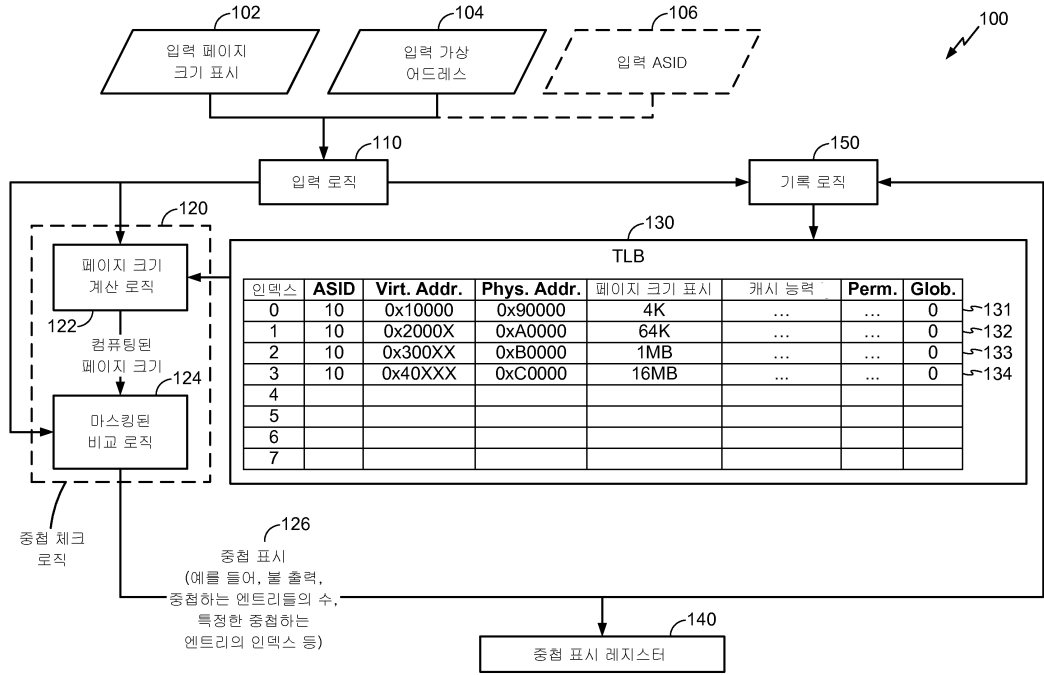 102
104
106
100
입력 페이지
크기 표시
입력 가상
어드레스
입력 ASID
110
150
입력 로직
기록 로직
120
130
페이지 크기
계산 로직
122
컴퓨팅된
페이지 크기
124
마스킹된
비교 로직
중첩 체크
로직
TLB
인덱스 ASID Virt. Addr. Phys. Addr. 페이지 크기 표시 캐시 능력 Perm. Glob.
0 10 0x10000 0x90000 4K ... ... 0 131
1 10 0x2000X 0xA0000 64K 0 132
2 10 0x300XX 0xB0000 1MB ... ... 0 133
3 10 0x40XXX 0xC0000 16MB ... ... 0 134
4
5
6
7
126
중첩 표시
(예를 들어, 불 출력,
중첩하는 엔트리들의 수,
특정한 중첩하는
엔트리의 인덱스 등)
140
중첩 표시 레지스터